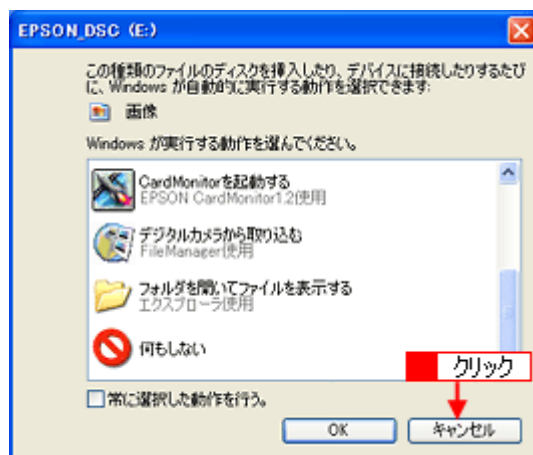 EPSON_DSC (E:)
この種類のファイルのディスクを挿入したり、デバイスに接続したりするたび
に、Windows が自動的に実行する動作を選択できます:
画像
Windows が実行する動作を選んでください。
CardMonitorを起動する
EPSON CardMonitor1.2使用
デジタルカメラから取り込む
FileManager使用
フォルダを開いてファイルを表示する
エクスプローラ使用
何もしない
クリック
常に選択した動作を行う。
OK
キャンセル